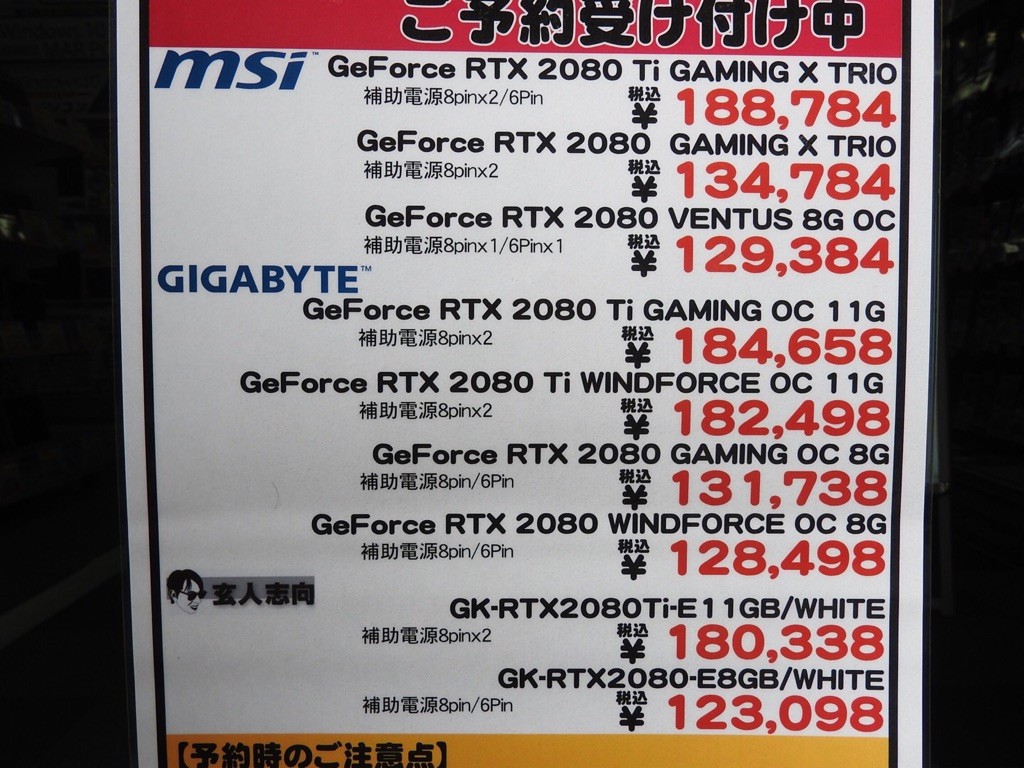 ご予約受け付け中
msi™ GeForce RTX 2080 Ti GAMING X TRIO
補助電源8pinx2/6Pin 税込 ¥ 188,784
GeForce RTX 2080 GAMING X TRIO
補助電源8pinx2 税込 ¥ 134,784
GeForce RTX 2080 VENTUS 8G OC
補助電源8pinx1/6Pinx1 税込 ¥ 129,384
GIGABYTE™
GeForce RTX 2080 Ti GAMING OC 11G
補助電源8pinx2 税込 ¥ 184,658
GeForce RTX 2080 Ti WINDFORCE OC 11G
補助電源8pinx2 税込 ¥ 182,498
GeForce RTX 2080 GAMING OC 8G
補助電源8pin/6Pin 税込 ¥ 131,738
GeForce RTX 2080 WINDFORCE OC 8G
補助電源8pin/6Pin 税込 ¥ 128,498
玄人志向
GK-RTX2080Ti-E11GB/WHITE
補助電源8pinx2 税込 ¥ 180,338
GK-RTX2080-E8GB/WHITE
補助電源8pin/6Pin 税込 ¥ 123,098
【予約時のご注意点】